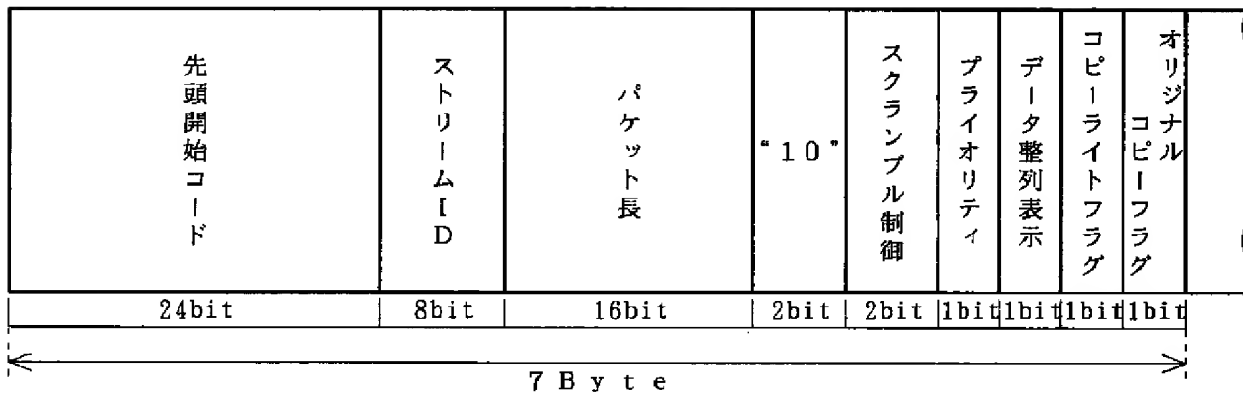 先頭開始コード
ストリームID
パケット長
“10”
スクランブル制御
プライオリティ
データ整列表示
コピーライトフラグ
オリジナル
コピーフラグ
24bit
8bit
16bit
2bit
2bit
1bit
1bit
1bit
1bit
7 Byte